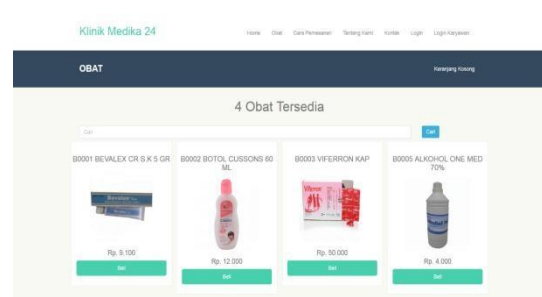 Klinik Medika 24
Home Obat Cara Pemesanan Tentang Kami Kontak Login Login Karyawan
OBAT
Keranjang Kosong
4 Obat Tersedia
Cari
Cari
B0001 BEVALEX CR S.K 5 GR
Rp. 9.100
Beli
B0002 BOTOL CUSSONS 60
ML
Rp. 12.000
Beli
B0003 VIFERRON KAP
Viferron
Rp. 50.000
Beli
B0005 ALKOHOL ONE MED
70%
Rp. 4.000
Beli